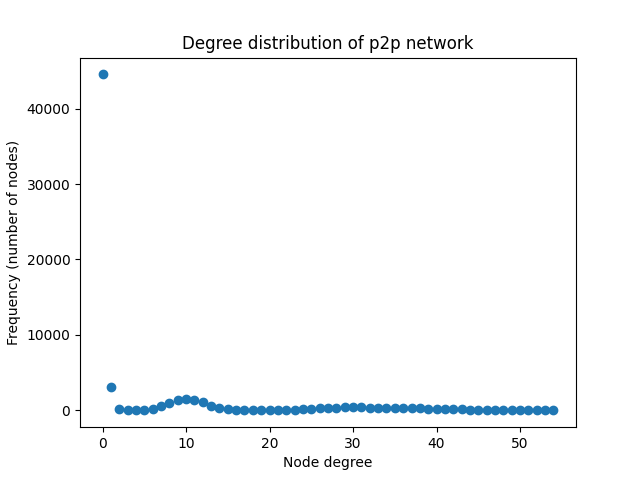 Degree distribution of p2p network
Frequency (number of nodes)
40000
30000
20000
10000
0
0 10 20 30 40 50
Node degree